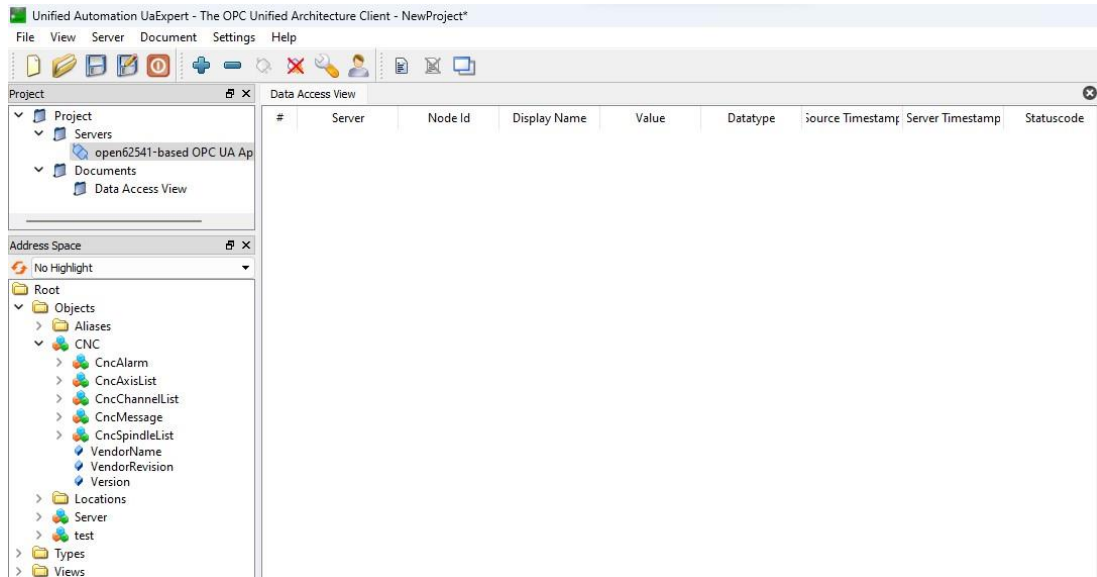 Unified Automation UaExpert - The OPC Unified Architecture Client - NewProject*
File View Server Document Settings Help
Project
Project
Servers
open62541-based OPC UA Ap
Documents
Data Access View
Address Space
No Highlight
Root
Objects
Aliases
CNC
CncAlarm
CncAxisList
CncChannelList
CncMessage
CncSpindleList
VendorName
VendorRevision
Version
Locations
Server
test
Types
Views
Data Access View
# Server Node Id Display Name Value Datatype Source Timestamp Server Timestamp Statuscode